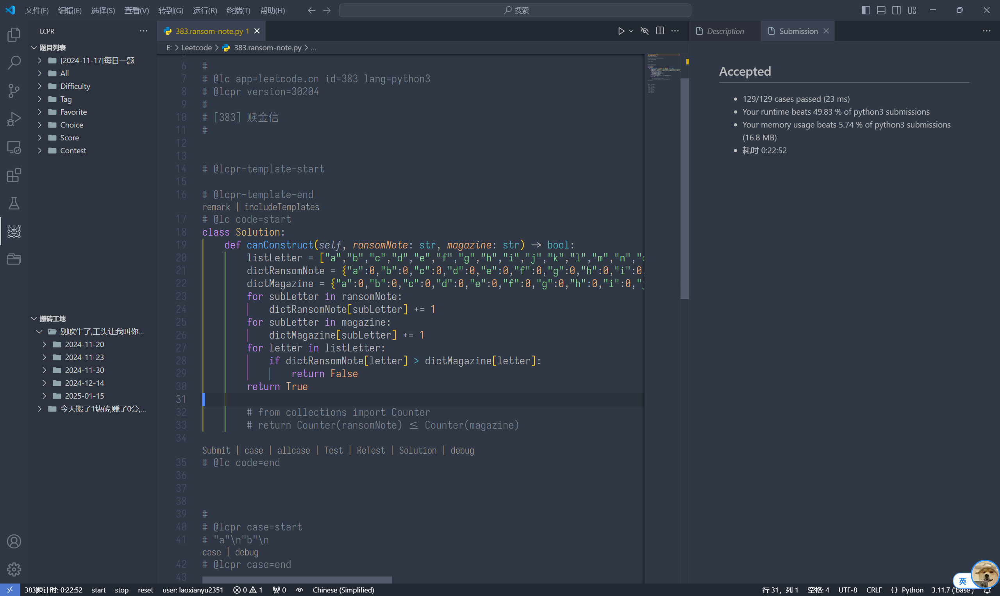 文件(F) 编辑(E) 选择(S) 查看(V) 转到(G) 运行(R) 终端(T) 帮助(H) 搜索
LCPR
题目列表
[2024-11-17]每日一题
All
Difficulty
Tag
Favorite
Choice
Score
Contest
搬砖工地
别吹牛了,工头让我叫你...
2024-11-20
2024-11-23
2024-11-30
2024-12-14
2025-01-15
今天搬了1块砖,赚了0分,...
383.ransom-note.py 1
E: > Leetcode > 383.ransom-note.py > ...
6 #
7 # @lc app=leetcode.cn id=383 lang=python3
8 # @lcpr version=30204
9 #
10 # [383] 赎金信
11 #
12
13
14 # @lcpr-template-start
15
16 # @lcpr-template-end
remark | includeTemplates
17 # @lc code=start
18 class Solution:
19 def canConstruct(self, ransomNote: str, magazine: str) -> bool:
20 listLetter = ["a","b","c","d","e","f","g","h","i","j","k","l","m","n","
21 dictRansomNote = {"a":0,"b":0,"c":0,"d":0,"e":0,"f":0,"g":0,"h":0,"i":0,
22 dictMagazine = {"a":0,"b":0,"c":0,"d":0,"e":0,"f":0,"g":0,"h":0,"i":0,"j
23 for subLetter in ransomNote:
24 dictRansomNote[subLetter] += 1
25 for subLetter in magazine:
26 dictMagazine[subLetter] += 1
27 for letter in listLetter:
28 if dictRansomNote[letter] > dictMagazine[letter]:
29 return False
30 return True
31
32 # from collections import Counter
33 # return Counter(ransomNote) ≤ Counter(magazine)
34
Submit | case | allcase | Test | ReTest | Solution | debug
35 # @lc code=end
36
37
38
39 #
40 # @lcpr case=start
41 # "a"\n"b"\n
case | debug
42 # @lcpr case=end
43
Description Submission
Accepted
129/129 cases passed (23 ms)
Your runtime beats 49.83 % of python3 submissions
Your memory usage beats 5.74 % of python3 submissions
(16.8 MB)
耗时 0:22:52
英
383题计时: 0:22:52 start stop reset user: laoxianyu2351 0 1 0 Chinese (Simplified) 行 31，列 1 空格: 4 UTF-8 CRLF {} Python 3.11.7 ('base')